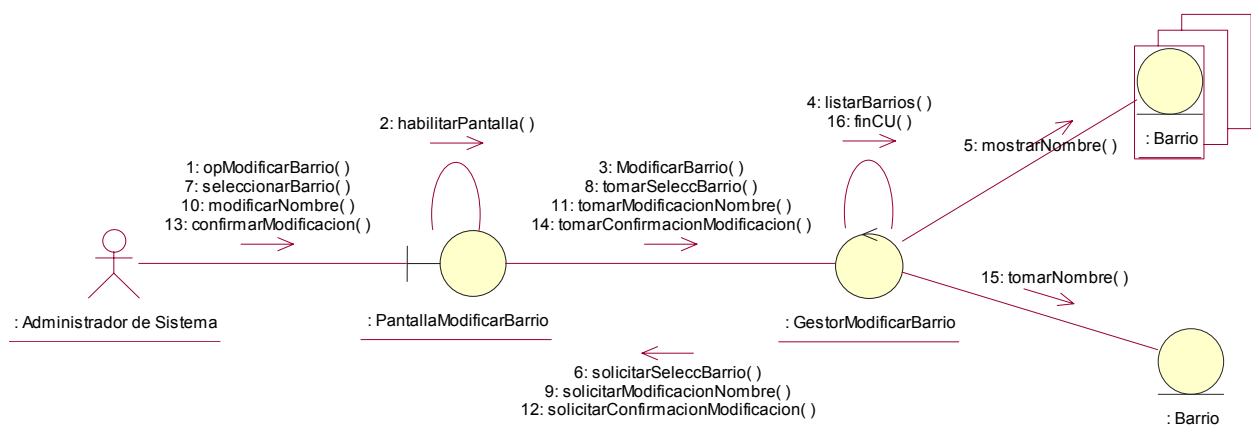 4: listarBarrios( )
16: finCU( )
2: habilitarPantalla( )
5: mostrarNombre( )
: Barrio
1: opModificarBarrio( )
7: seleccionarBarrio( )
10: modificarNombre( )
13: confirmarModificacion( )
3: ModificarBarrio( )
8: tomarSeleccBarrio( )
11: tomarModificacionNombre( )
14: tomarConfirmacionModificacion( )
15: tomarNombre( )
: Administrador de Sistema
: PantallaModificarBarrio
: GestorModificarBarrio
6: solicitarSeleccBarrio( )
9: solicitarModificacionNombre( )
12: solicitarConfirmacionModificacion( )
: Barrio